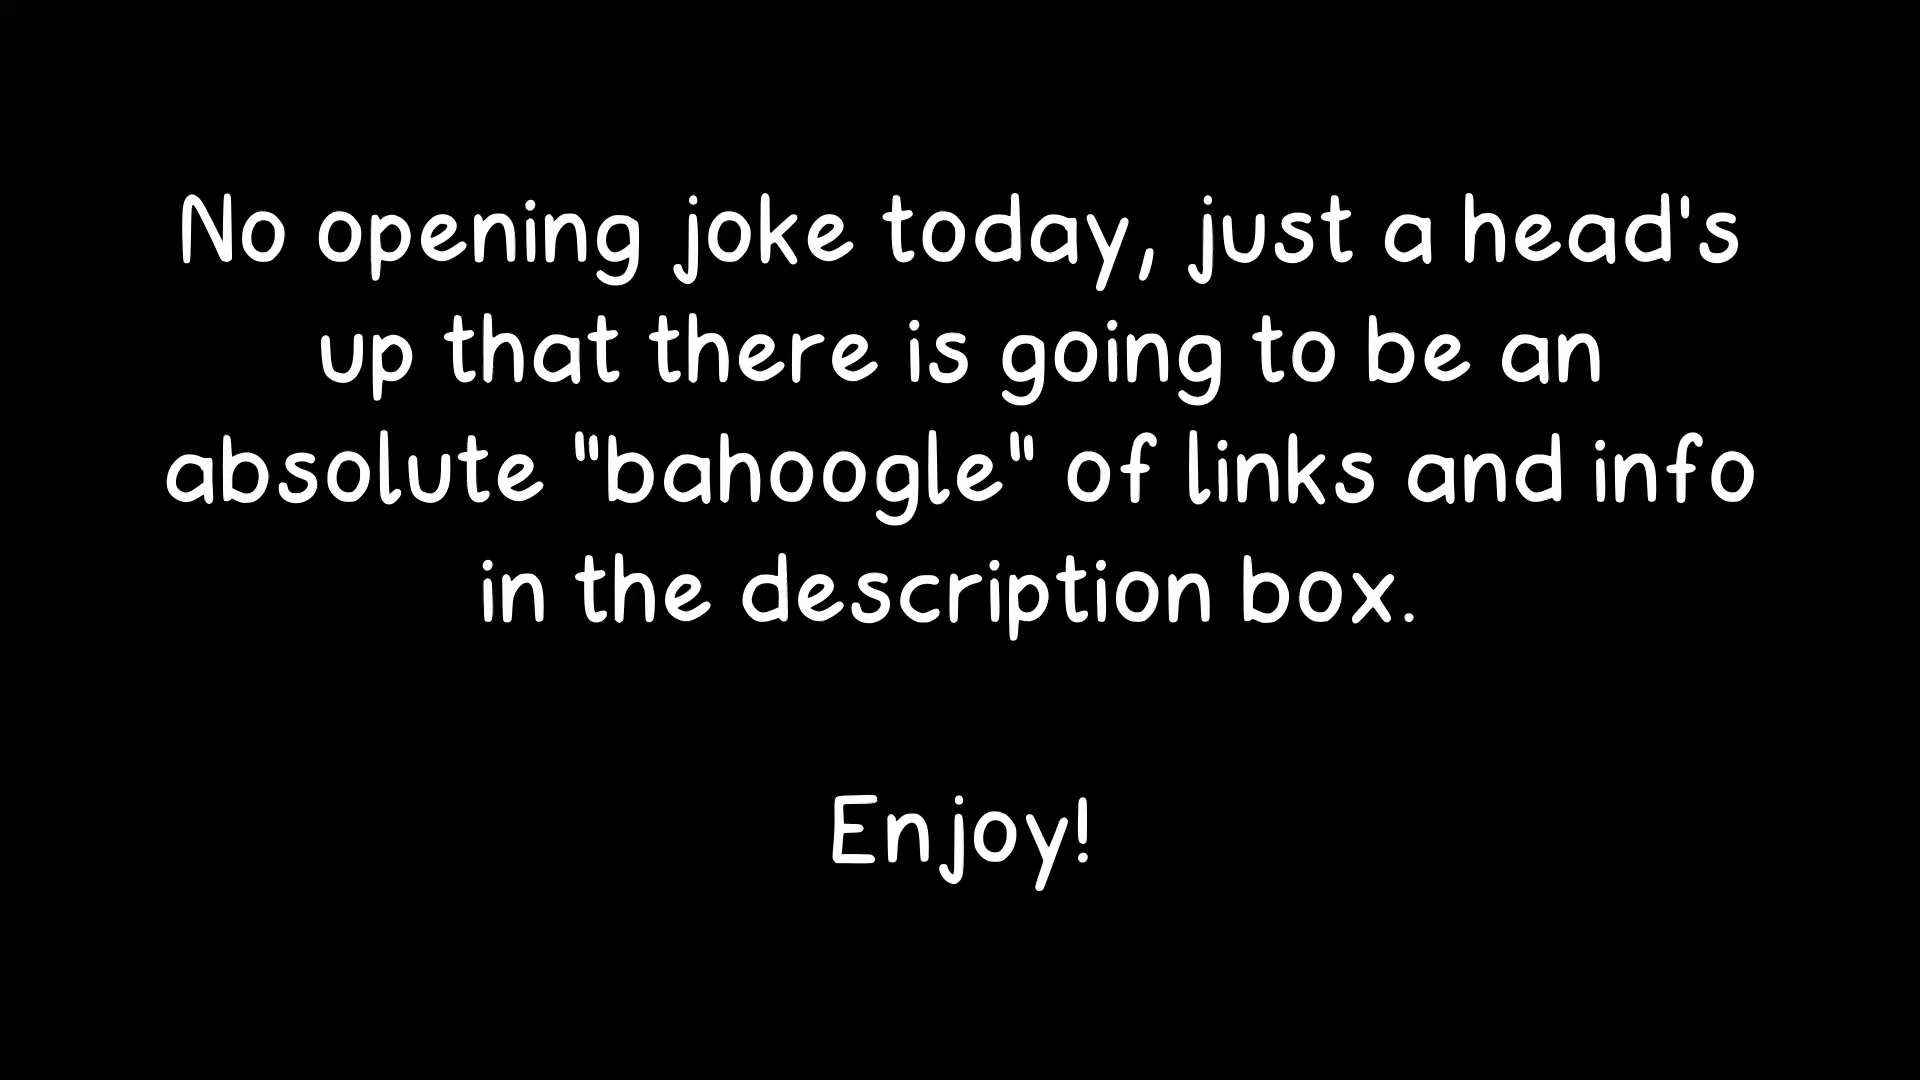 No opening joke today, just a head's
up that there is going to be an
absolute "bahoogle" of links and info
in the description box.
Enjoy!